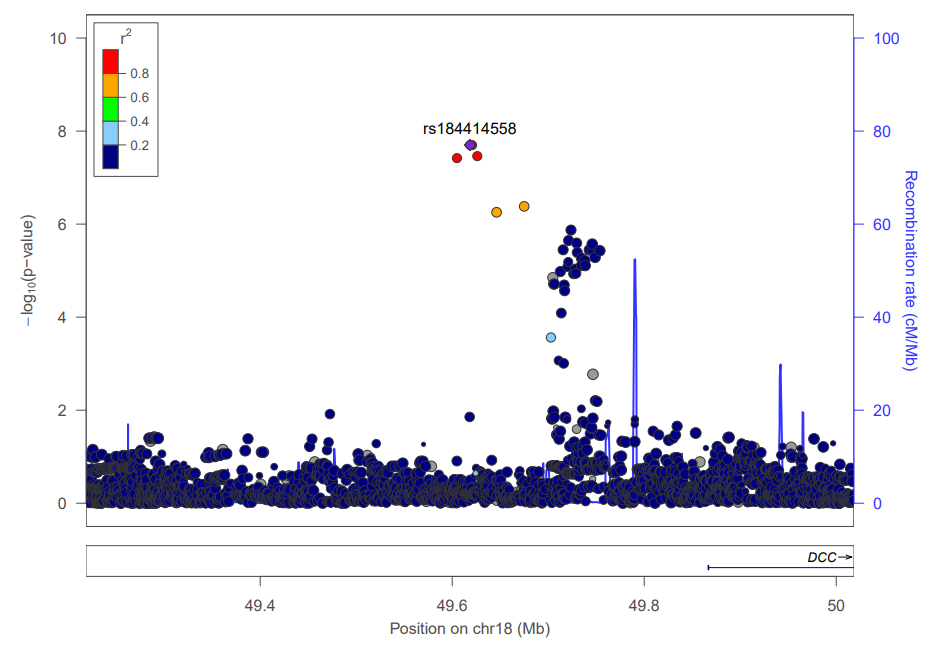 rs184414558
r2
0.8
0.6
0.4
0.2
10
8
6
4
2
0
−log10(p−value)
100
80
60
40
20
0
Recombination rate (cM/Mb)
DCC→
49.4 49.6 49.8 50
Position on chr18 (Mb)